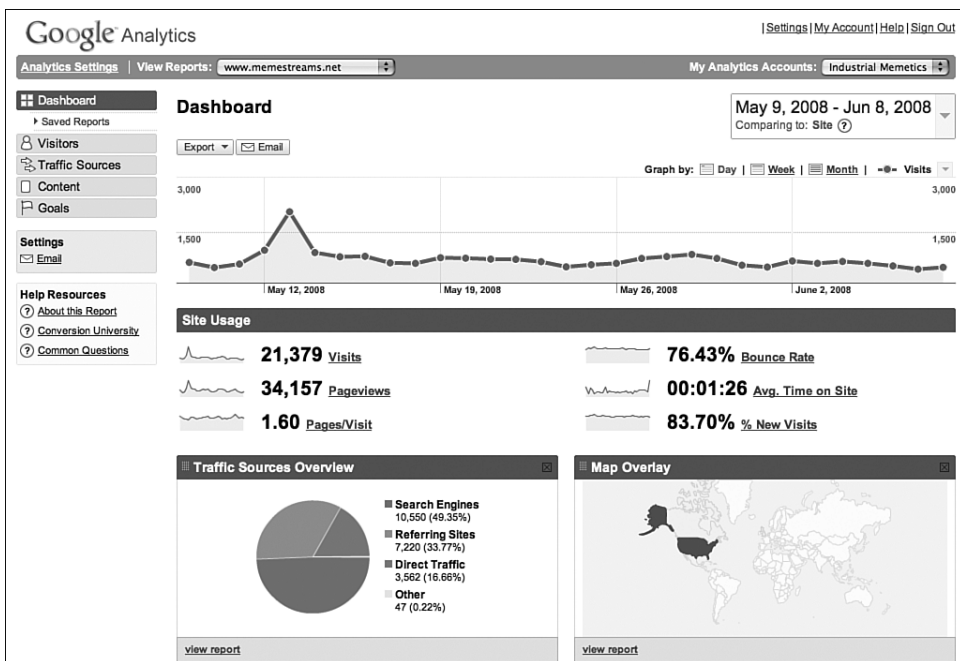 Google Analytics
Settings | My Account | Help | Sign Out
Analytics Settings | View Reports: www.memestreams.net
My Analytics Accounts: Industrial Memetics
Dashboard
Saved Reports
Visitors
Traffic Sources
Content
Goals
Settings
Email
Help Resources
? About this Report
? Conversion University
? Common Questions
Dashboard
May 9, 2008 - Jun 8, 2008
Comparing to: Site ?
Export Email
Graph by: Day | Week | Month | Visits
3,000 3,000
1,500 1,500
May 12, 2008 May 19, 2008 May 26, 2008 June 2, 2008
Site Usage
21,379 Visits
76.43% Bounce Rate
34,157 Pageviews
00:01:26 Avg. Time on Site
1.60 Pages/Visit
83.70% % New Visits
Traffic Sources Overview
Search Engines
10,550 (49.35%)
Referring Sites
7,220 (33.77%)
Direct Traffic
3,562 (16.66%)
Other
47 (0.22%)
view report
Map Overlay
view report